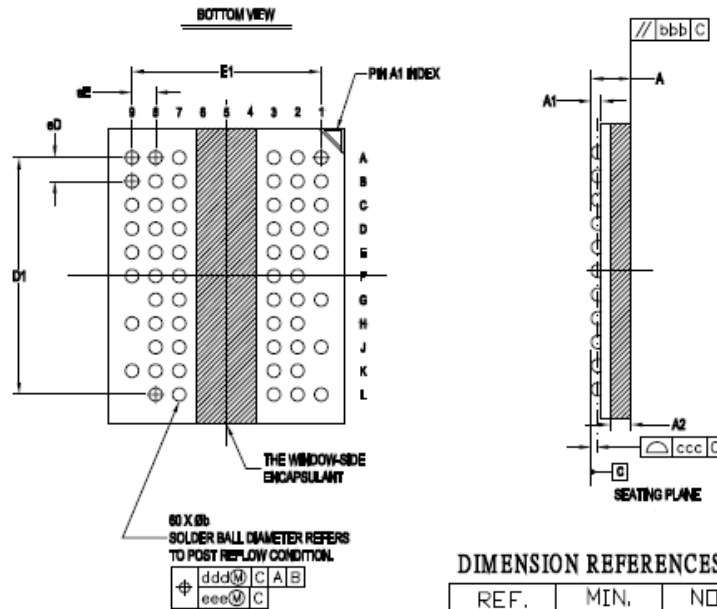 BOTTOM VIEW
// bbb C
E1
PIN A1 INDEX
A
A1
eE
9 8 7 6 5 4 3 2 1
eD
A
B
C
D
E
F
G
H
J
K
L
D1
A2
ccc C
C
THE WINDOW-SIDE
ENCAPSULANT
SEATING PLANE
60 X Øb
SOLDER BALL DIAMETER REFERS
TO POST REFLOW CONDITION.
ddd Ⓜ C A B
eee Ⓜ C
DIMENSION REFERENCES
REF. MIN. NO